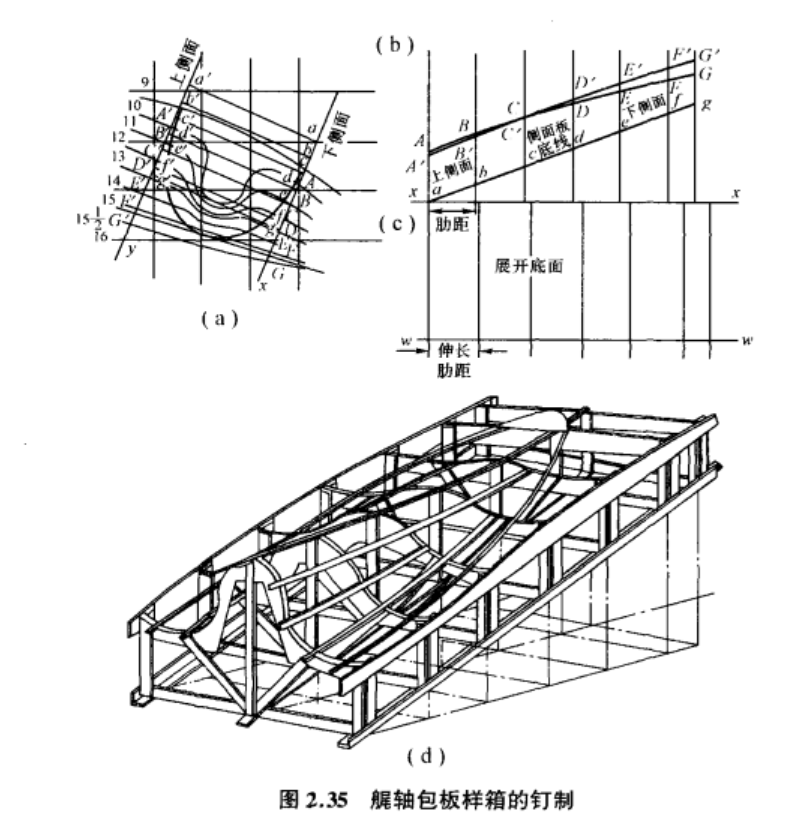 (a)
上侧面
下侧面
9
10
11
12
13
14
15
15½
16
a′
b′
c′
d′
e′
f′
A′
B′
C
D′
E′
F′
G′
a
b
d
A
B
G
y
x
(b)
A
B
C
D′
E′
F′
G′
A′
B′
C′
D
E
F
G
上侧面
侧面板
底线
下侧面
a
b
c
d
e
f
g
x
x
肋距
(c)
展开底面
w
w
伸长
肋距
(d)
图 2.35 艉轴包板样箱的钉制